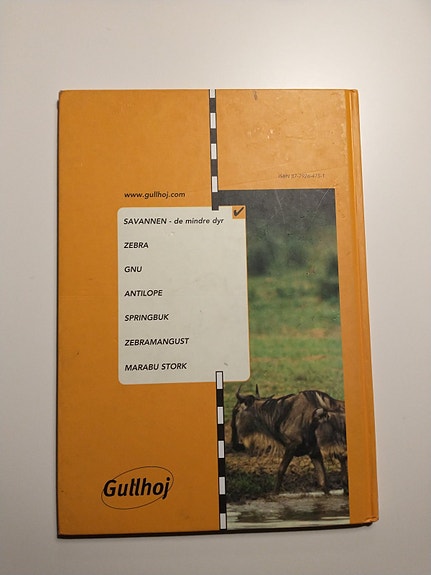 www.gullhoj.com
SAVANNEN - de mindre dyr
ZEBRA
GNU
ANTILOPE
SPRINGBUK
ZEBRAMANGUST
MARABU STORK
Gullhoj